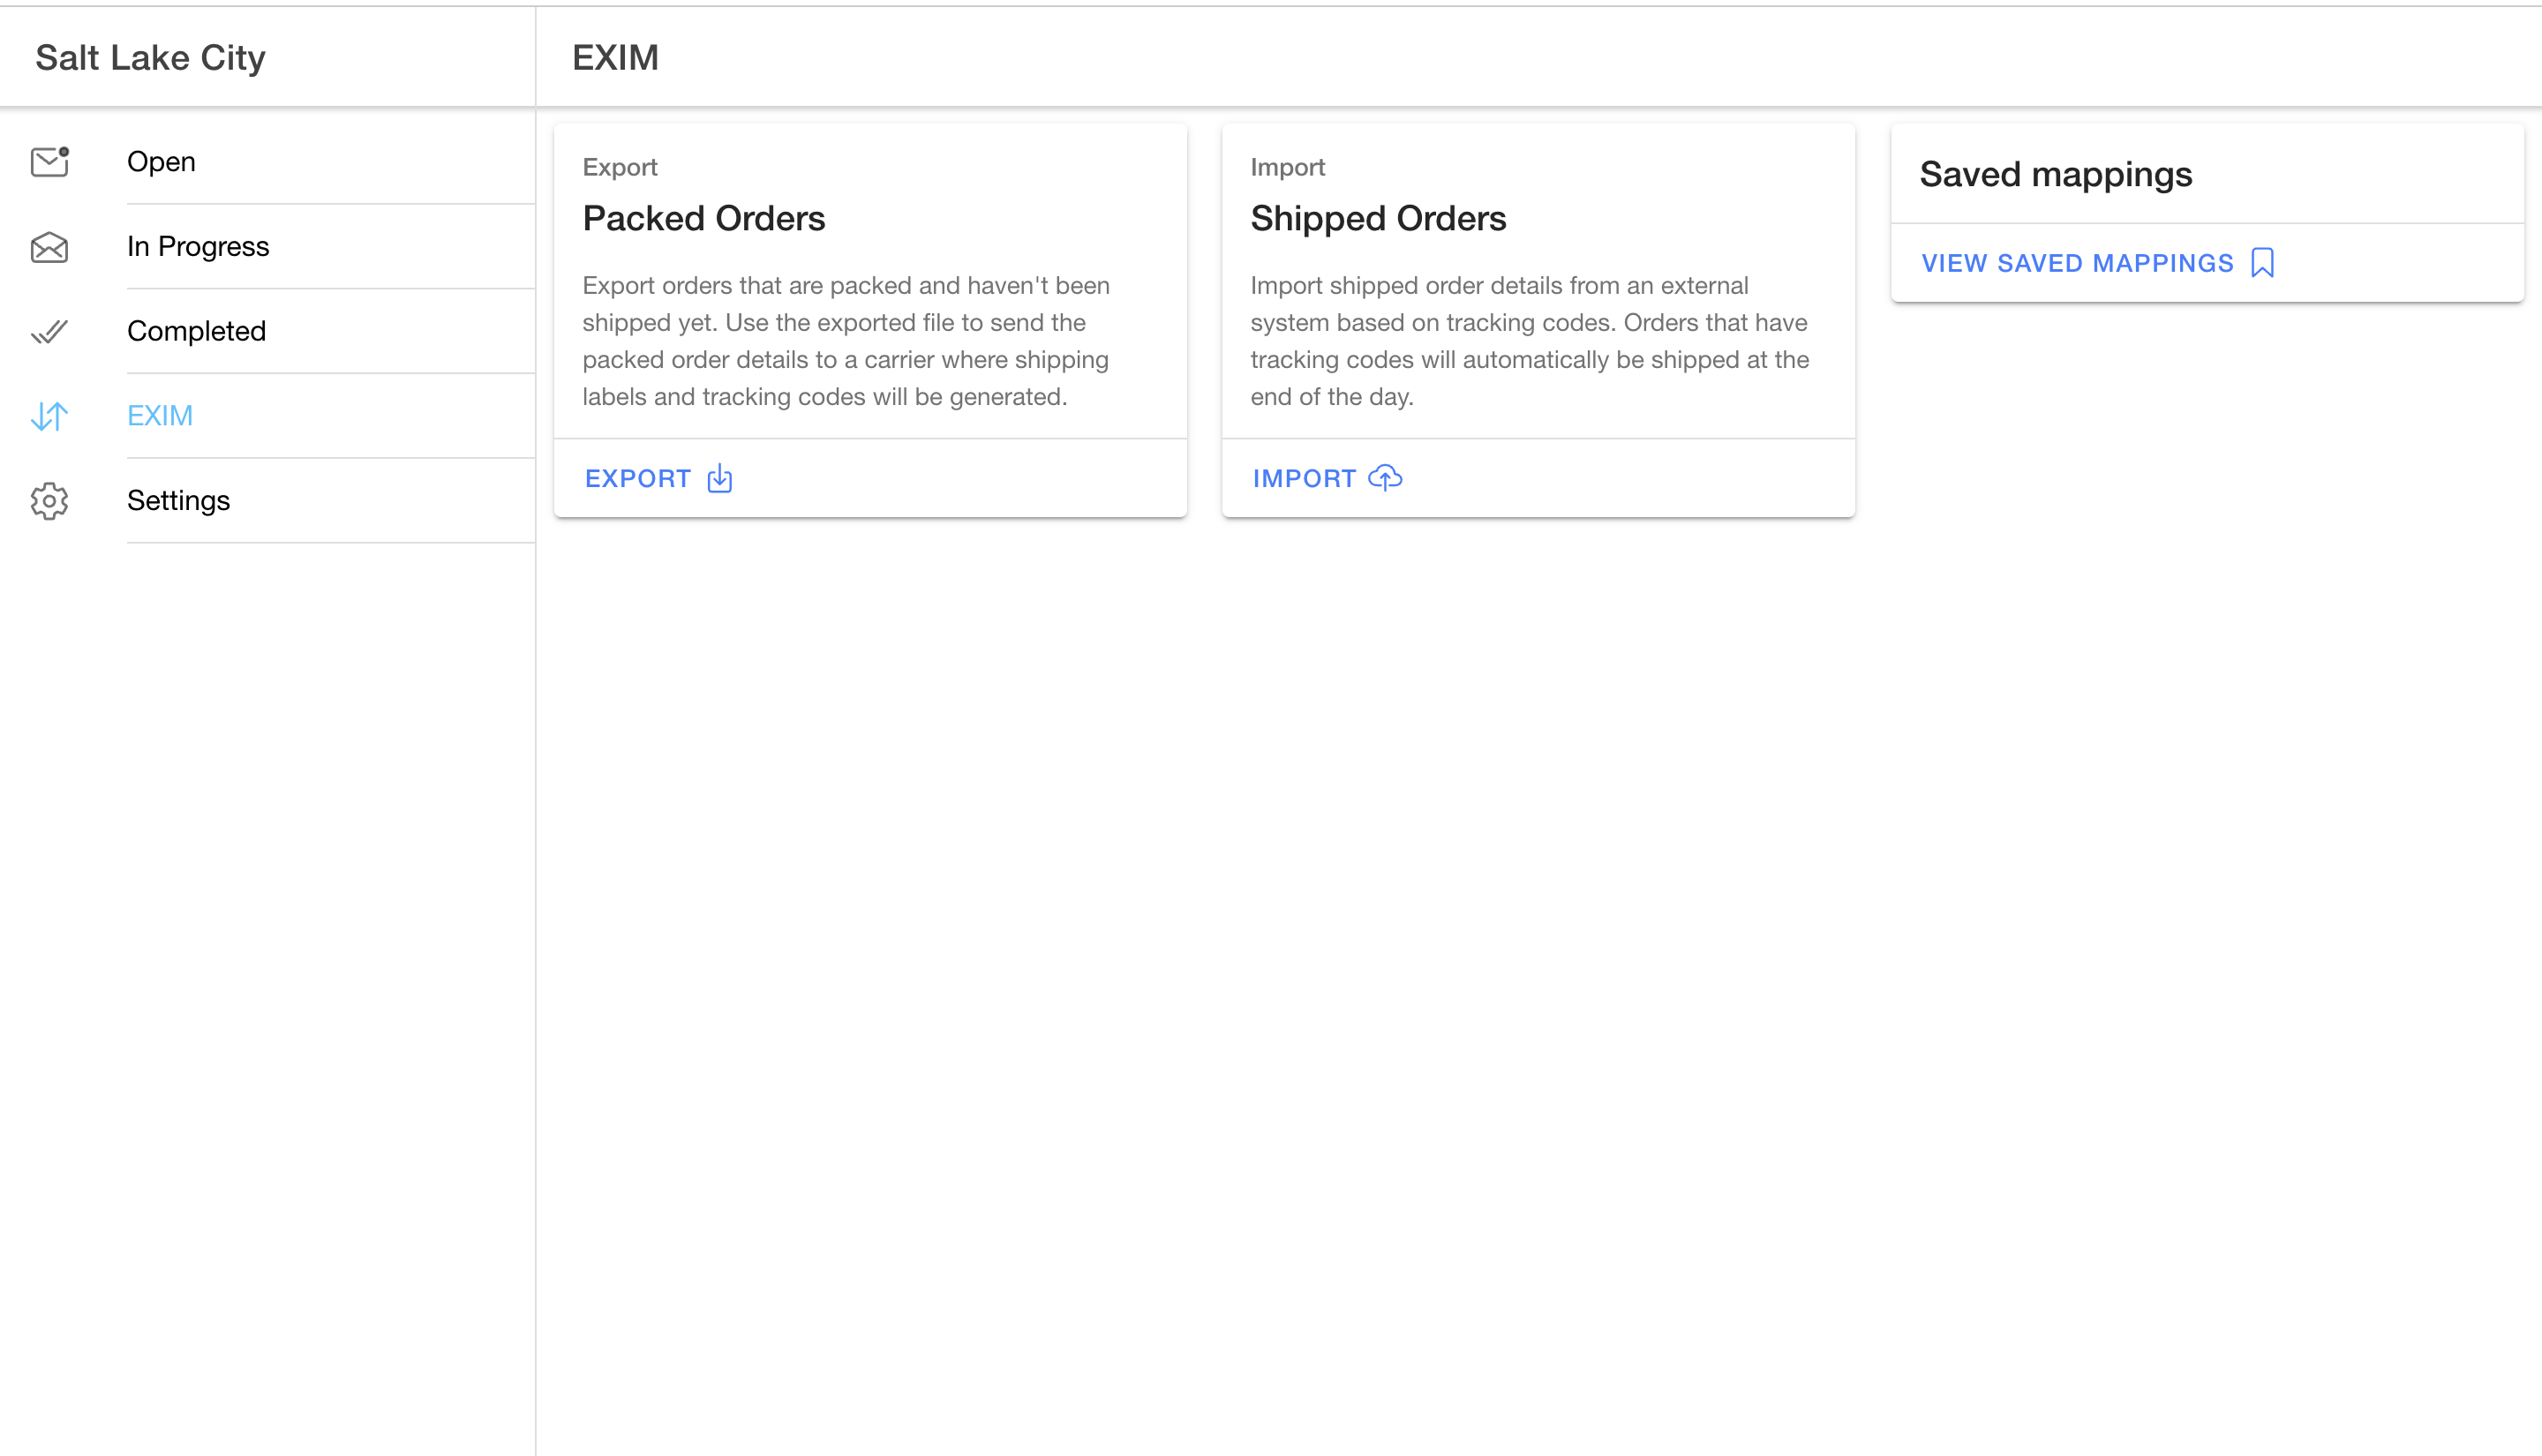 Salt Lake City
EXIM
Open
In Progress
Completed
EXIM
Settings
Export
Packed Orders
Export orders that are packed and haven't been
shipped yet. Use the exported file to send the
packed order details to a carrier where shipping
labels and tracking codes will be generated.
EXPORT
Import
Shipped Orders
Import shipped order details from an external
system based on tracking codes. Orders that have
tracking codes will automatically be shipped at the
end of the day.
IMPORT
Saved mappings
VIEW SAVED MAPPINGS